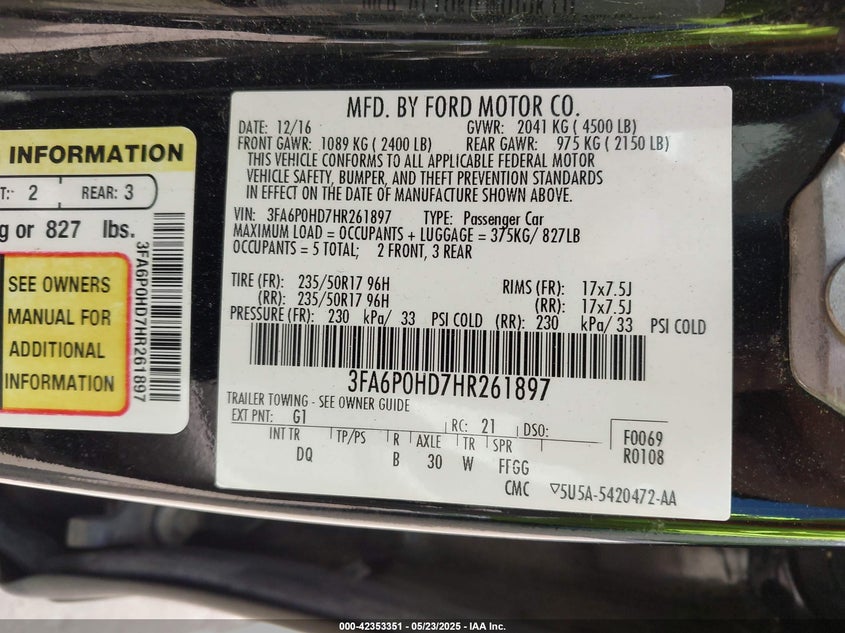 MFD. BY FORD MOTOR CO.
DATE: 12/16 GVWR: 2041 KG ( 4500 LB)
FRONT GAWR: 1089 KG ( 2400 LB) REAR GAWR: 975 KG ( 2150 LB)
THIS VEHICLE CONFORMS TO ALL APPLICABLE FEDERAL MOTOR
VEHICLE SAFETY, BUMPER, AND THEFT PREVENTION STANDARDS
IN EFFECT ON THE DATE OF MANUFACTURE SHOWN ABOVE.
VIN: 3FA6P0HD7HR261897 TYPE: Passenger Car
MAXIMUM LOAD = OCCUPANTS + LUGGAGE = 375KG/ 827LB
OCCUPANTS = 5 TOTAL; 2 FRONT, 3 REAR
TIRE (FR): 235/50R17 96H RIMS (FR): 17x7.5J
(RR): 235/50R17 96H (RR): 17x7.5J
PRESSURE (FR): 230 kPa/ 33 PSI COLD (RR): 230 kPa/ 33 PSI COLD
3FA6P0HD7HR261897
TRAILER TOWING - SEE OWNER GUIDE
EXT PNT: G1 RC: 21 DSO:
INT TR TP/PS R AXLE TR SPR
DQ B 30 W FFGG
F0069
R0108
CMC ▽5U5A-5420472-AA
INFORMATION
T: 2 REAR: 3
g or 827 lbs.
SEE OWNERS
MANUAL FOR
ADDITIONAL
INFORMATION
3FA6P0HD7HR261897
000-42353351 - 05/23/2025 - IAA Inc.